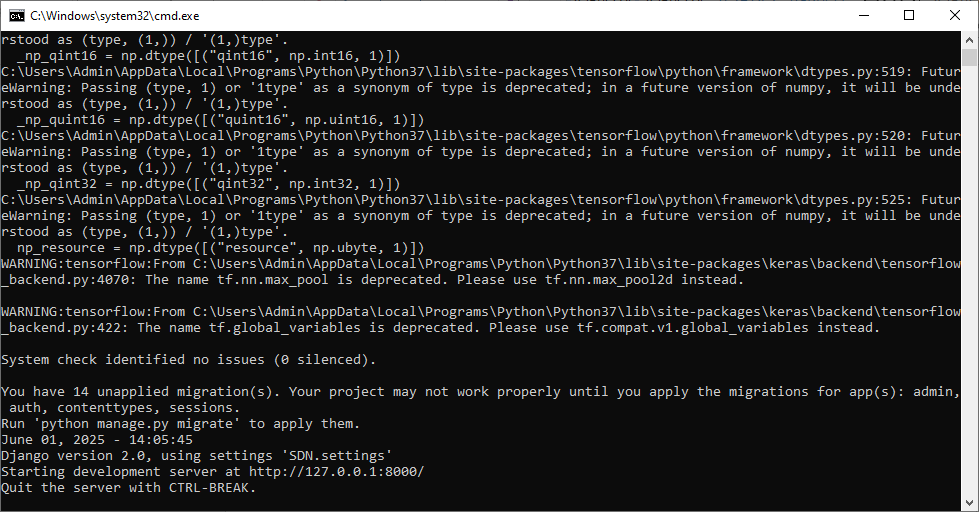 C:\Windows\system32\cmd.exe
rstood as (type, (1,)) / '(1,)type'.
  _np_qint16 = np.dtype([("qint16", np.int16, 1)])
C:\Users\Admin\AppData\Local\Programs\Python\Python37\lib\site-packages\tensorflow\python\framework\dtypes.py:519: Futur
eWarning: Passing (type, 1) or '1type' as a synonym of type is deprecated; in a future version of numpy, it will be unde
rstood as (type, (1,)) / '(1,)type'.
  _np_quint16 = np.dtype([("quint16", np.uint16, 1)])
C:\Users\Admin\AppData\Local\Programs\Python\Python37\lib\site-packages\tensorflow\python\framework\dtypes.py:520: Futur
eWarning: Passing (type, 1) or '1type' as a synonym of type is deprecated; in a future version of numpy, it will be unde
rstood as (type, (1,)) / '(1,)type'.
  _np_qint32 = np.dtype([("qint32", np.int32, 1)])
C:\Users\Admin\AppData\Local\Programs\Python\Python37\lib\site-packages\tensorflow\python\framework\dtypes.py:525: Futur
eWarning: Passing (type, 1) or '1type' as a synonym of type is deprecated; in a future version of numpy, it will be unde
rstood as (type, (1,)) / '(1,)type'.
  np_resource = np.dtype([("resource", np.ubyte, 1)])
WARNING:tensorflow:From C:\Users\Admin\AppData\Local\Programs\Python\Python37\lib\site-packages\keras\backend\tensorflow
_backend.py:4070: The name tf.nn.max_pool is deprecated. Please use tf.nn.max_pool2d instead.

WARNING:tensorflow:From C:\Users\Admin\AppData\Local\Programs\Python\Python37\lib\site-packages\keras\backend\tensorflow
_backend.py:422: The name tf.global_variables is deprecated. Please use tf.compat.v1.global_variables instead.

System check identified no issues (0 silenced).

You have 14 unapplied migration(s). Your project may not work properly until you apply the migrations for app(s): admin,
 auth, contenttypes, sessions.
Run 'python manage.py migrate' to apply them.
June 01, 2025 - 14:05:45
Django version 2.0, using settings 'SDN.settings'
Starting development server at http://127.0.0.1:8000/
Quit the server with CTRL-BREAK.